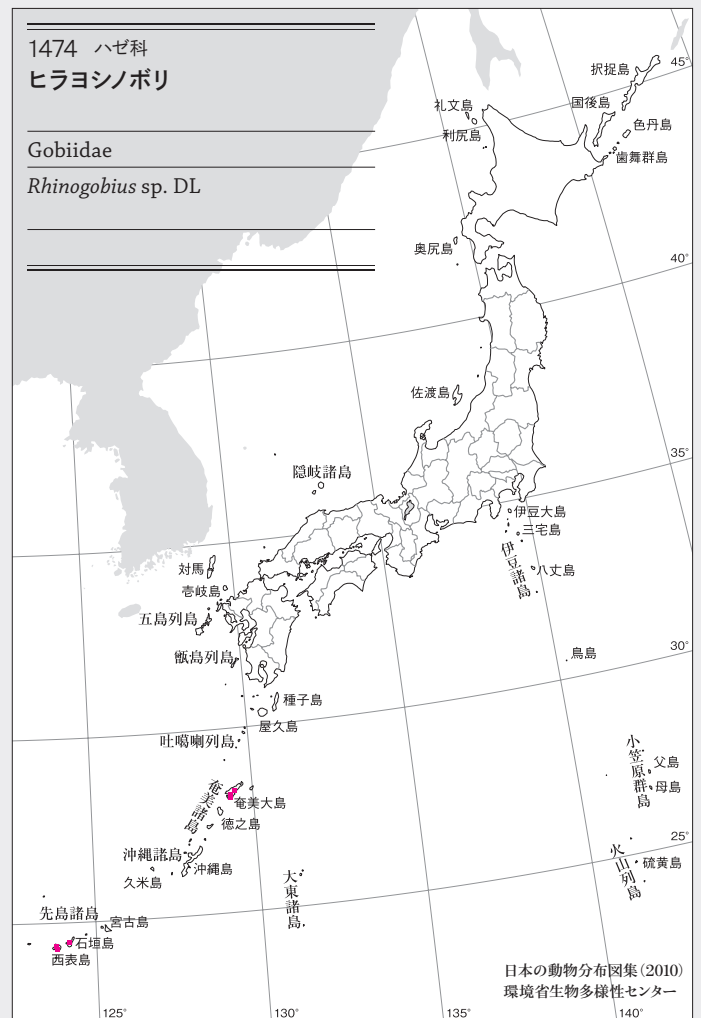 1474 ハゼ科
ヒラヨシノボリ
Gobiidae
Rhinogobius sp. DL
択捉島
45°
礼文島
国後島
利尻島
色丹島
歯舞群島
奥尻島
40°
佐渡島
35°
隠岐諸島
伊豆大島
三宅島
伊豆諸島
八丈島
対馬
壱岐島
五島列島
甑島列島
鳥島
30°
種子島
屋久島
吐噶喇列島
小笠原群島
父島
母島
奄美諸島
奄美大島
徳之島
25°
沖縄諸島
沖縄島
久米島
火山列島
硫黄島
大東諸島
先島諸島
宮古島
石垣島
西表島
日本の動物分布図集(2010)
環境省生物多様性センター
125°
130°
135°
140°